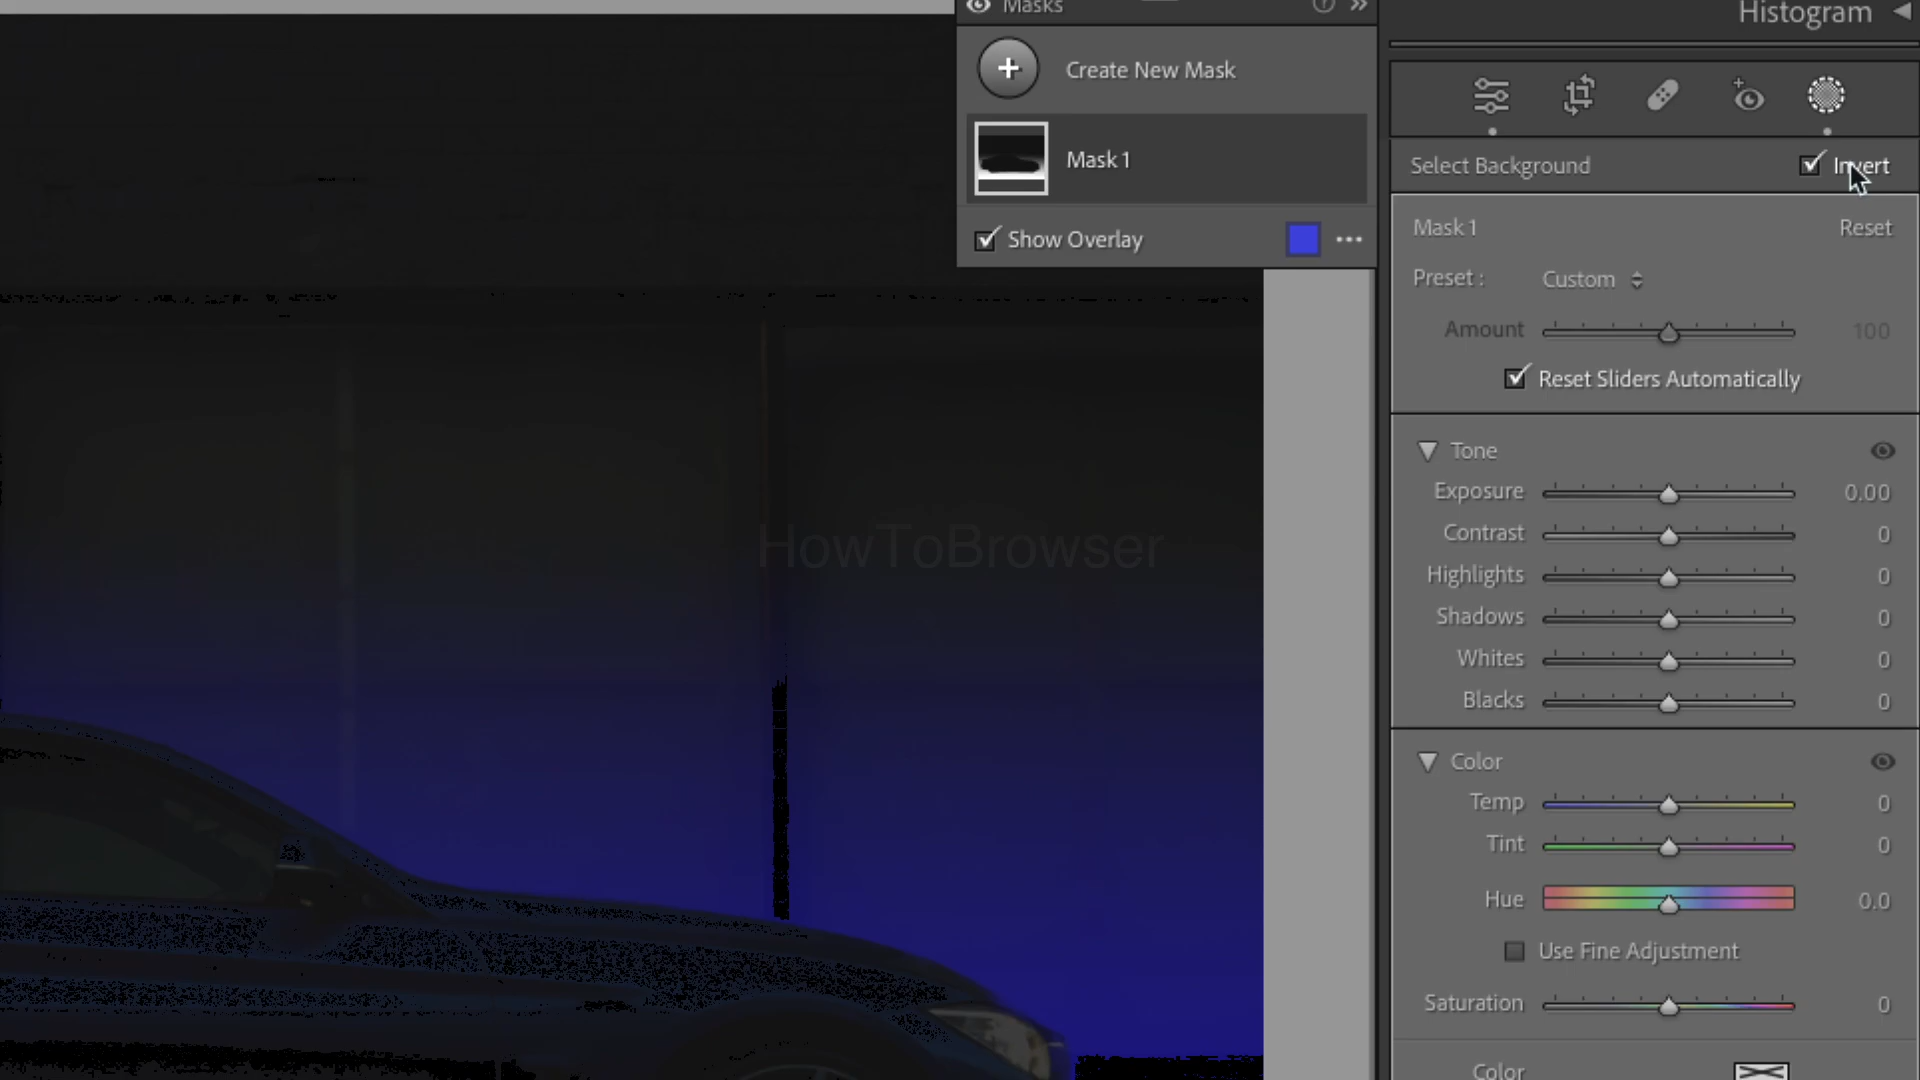 Masks
Histogram
Create New Mask
Mask 1
Show Overlay
Select Background
Invert
Mask 1
Reset
Preset :
Custom
Amount
100
Reset Sliders Automatically
Tone
Exposure
0.00
Contrast
0
Highlights
0
Shadows
0
Whites
0
Blacks
0
Color
Temp
0
Tint
0
Hue
0.0
Use Fine Adjustment
Saturation
0
Color
HowToBrowser